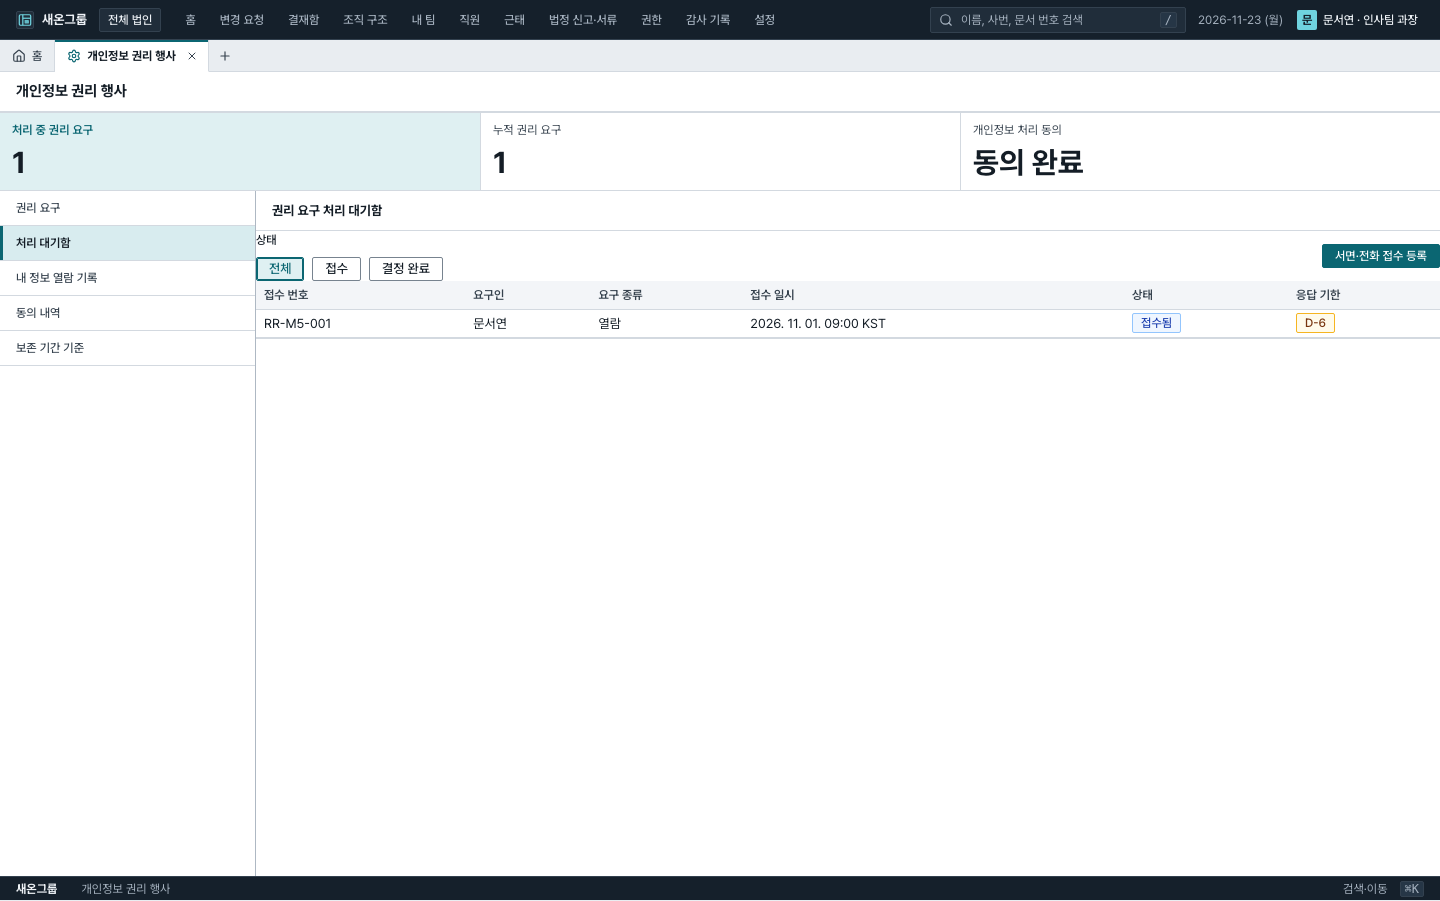 새온그룹 전체 법인 홈 변경 요청 결재함 조직 구조 내 팀 직원 근태 법정 신고·서류 권한 감사 기록 설정 이름, 사번, 문서 번호 검색 / 2026-11-23 (월) 문 문서연 · 인사팀 과장
홈 개인정보 권리 행사
개인정보 권리 행사
처리 중 권리 요구 누적 권리 요구 개인정보 처리 동의
1 1 동의 완료
권리 요구
처리 대기함
내 정보 열람 기록
동의 내역
보존 기간 기준
권리 요구 처리 대기함
상태
서면·전화 접수 등록
전체 접수 결정 완료
접수 번호 요구인 요구 종류 접수 일시 상태 응답 기한
RR-M5-001 문서연 열람 2026. 11. 01. 09:00 KST 접수됨 D-6
새온그룹 개인정보 권리 행사 검색·이동 ⌘K